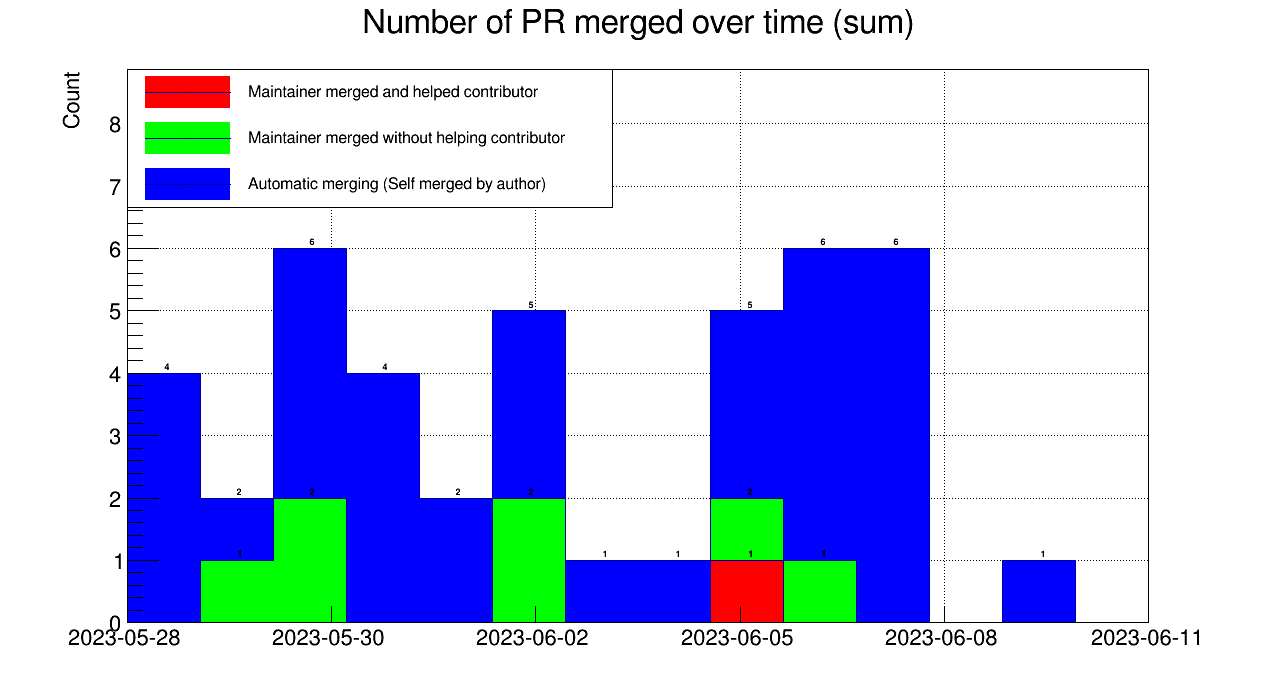 Number of PR merged over time (sum)
Count
Maintainer merged and helped contributor
Maintainer merged without helping contributor
Automatic merging (Self merged by author)
8
7
6
5
4
3
2
1
0
6 6 6
5 5
4 4
2 2 2 2 2
1 1 1 1 1 1
2023-05-28 2023-05-30 2023-06-02 2023-06-05 2023-06-08 2023-06-11